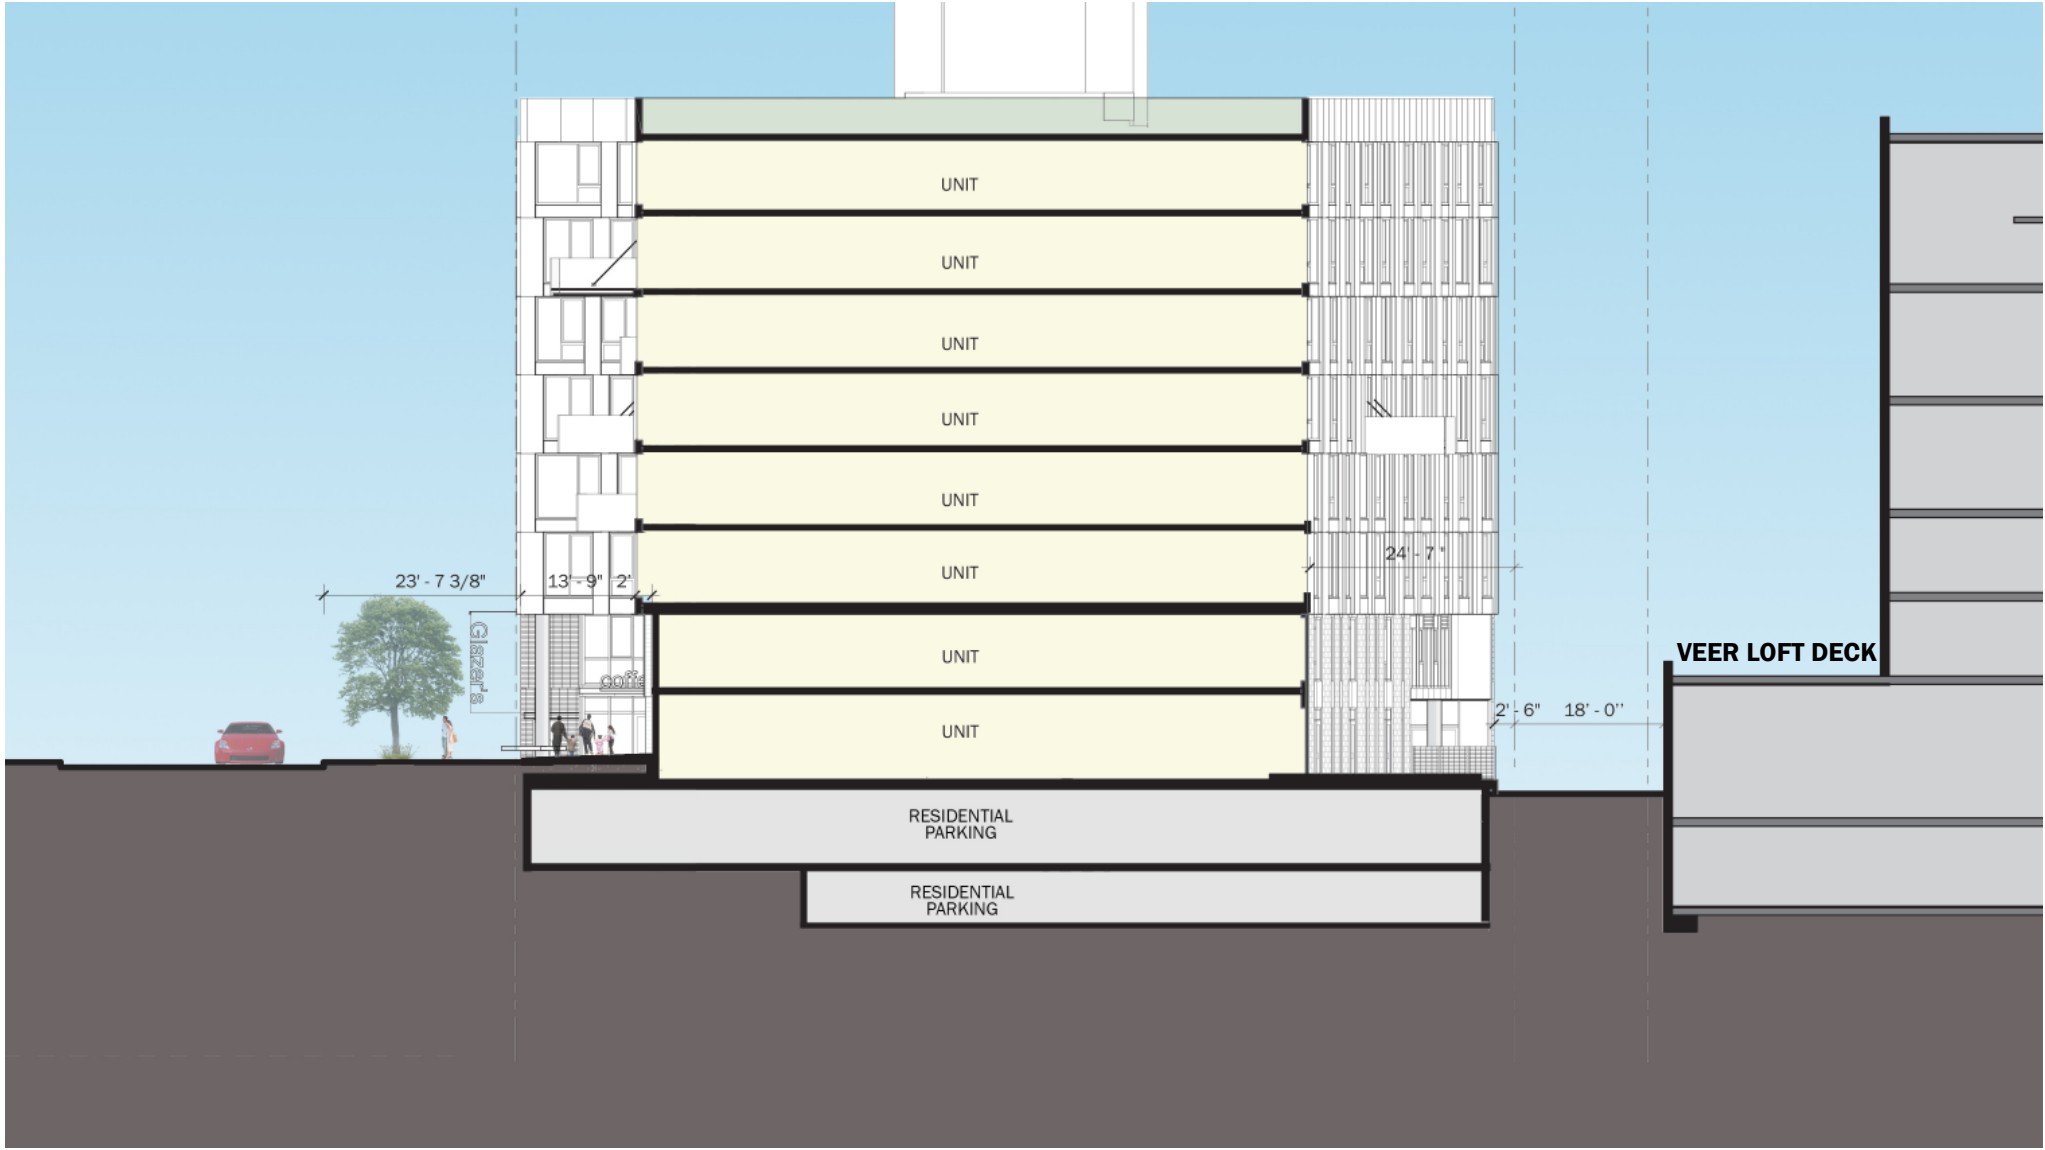 UNIT
UNIT
UNIT
UNIT
UNIT
24' - 7 "
UNIT
23' - 7 3/8"
13' - 9"
2'
Glazer's
VEER LOFT DECK
UNIT
coffe
2' - 6"
18' - 0''
UNIT
RESIDENTIAL
PARKING
RESIDENTIAL
PARKING